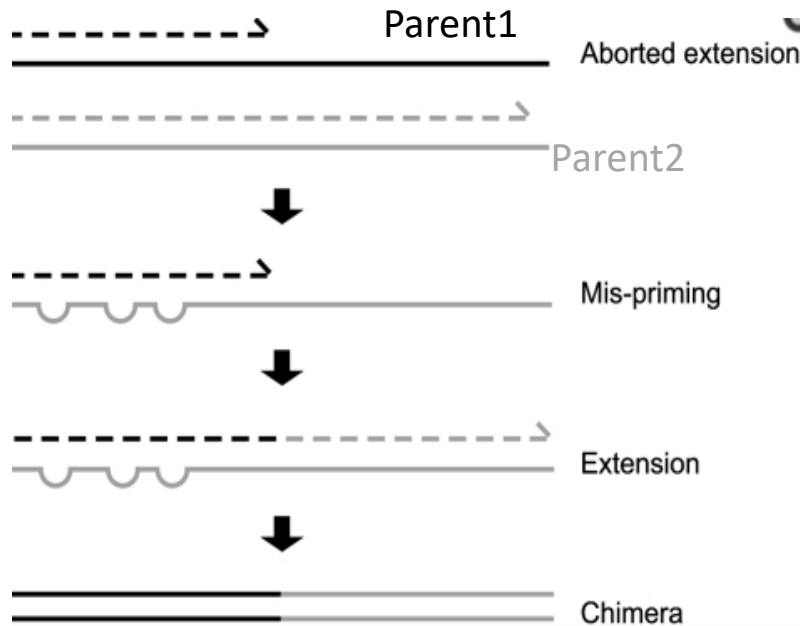 Parent1
Aborted extension
Parent2
Mis-priming
Extension
Chimera